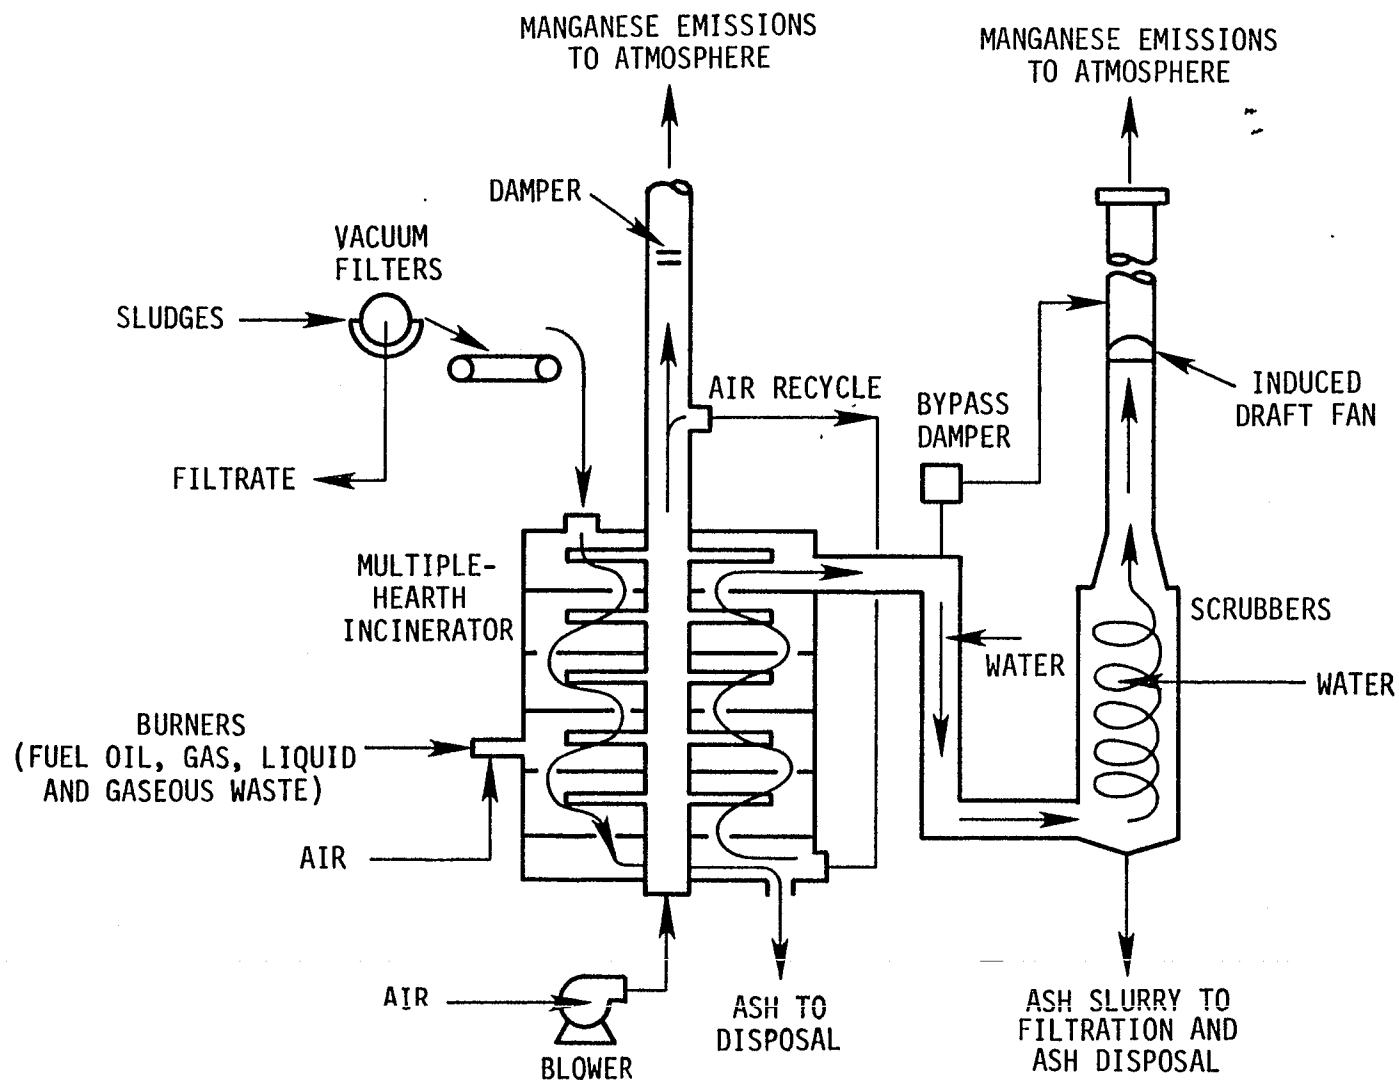 MANGANESE EMISSIONS
TO ATMOSPHERE
MANGANESE EMISSIONS
TO ATMOSPHERE
DAMPER
VACUUM
FILTERS
SLUDGES
AIR RECYCLE
BYPASS
DAMPER
INDUCED
DRAFT FAN
FILTRATE
MULTIPLE-
HEARTH
INCINERATOR
SCRUBBERS
WATER
WATER
BURNERS
(FUEL OIL, GAS, LIQUID
AND GASEOUS WASTE)
AIR
AIR
BLOWER
ASH TO
DISPOSAL
ASH SLURRY TO
FILTRATION AND
ASH DISPOSAL